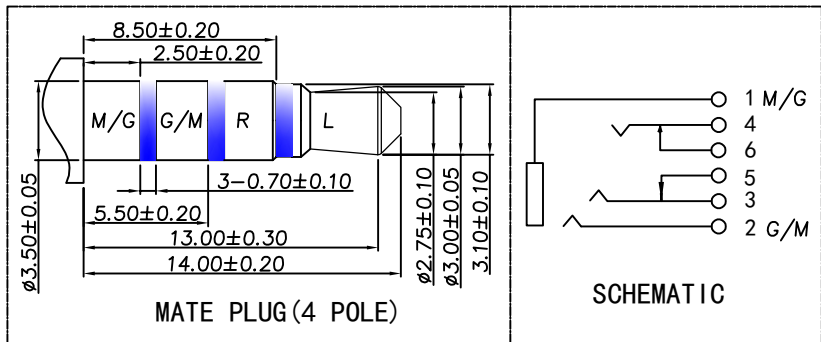 8.50±0.20
2.50±0.20
M/G G/M R L
3-0.70±0.10
5.50±0.20
13.00±0.30
14.00±0.20
ø3.50±0.05
ø2.75±0.10
ø3.00±0.05
3.10±0.10
MATE PLUG(4 POLE)
1 M/G
4
6
5
3
2 G/M
SCHEMATIC